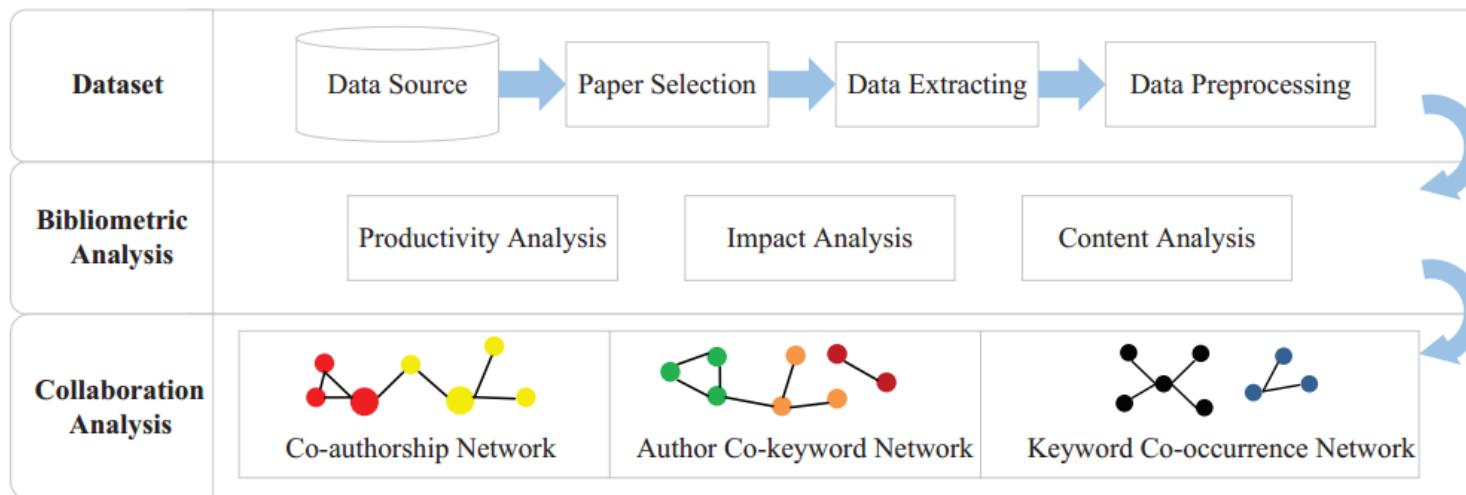 Dataset
Data Source
Paper Selection
Data Extracting
Data Preprocessing
Bibliometric
Analysis
Productivity Analysis
Impact Analysis
Content Analysis
Collaboration
Analysis
Co-authorship Network
Author Co-keyword Network
Keyword Co-occurrence Network